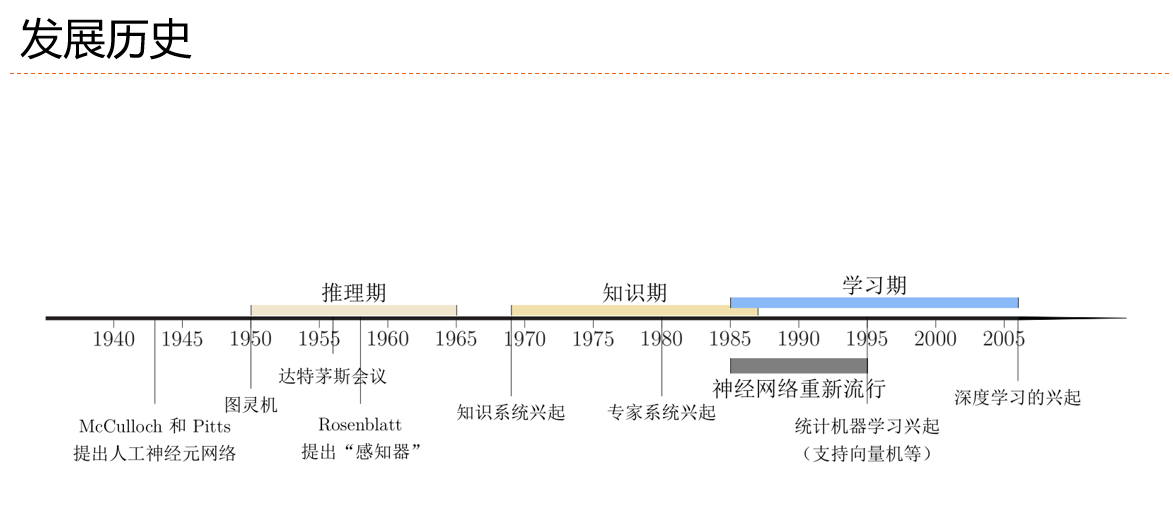 发展历史
推理期
知识期
学习期
1940
1945
1950
1955
1960
1965
1970
1975
1980
1985
1990
1995
2000
2005
达特茅斯会议
神经网络重新流行
图灵机
知识系统兴起
专家系统兴起
深度学习的兴起
McCulloch 和 Pitts
提出人工神经元网络
Rosenblatt
提出“感知器”
统计机器学习兴起
（支持向量机等）